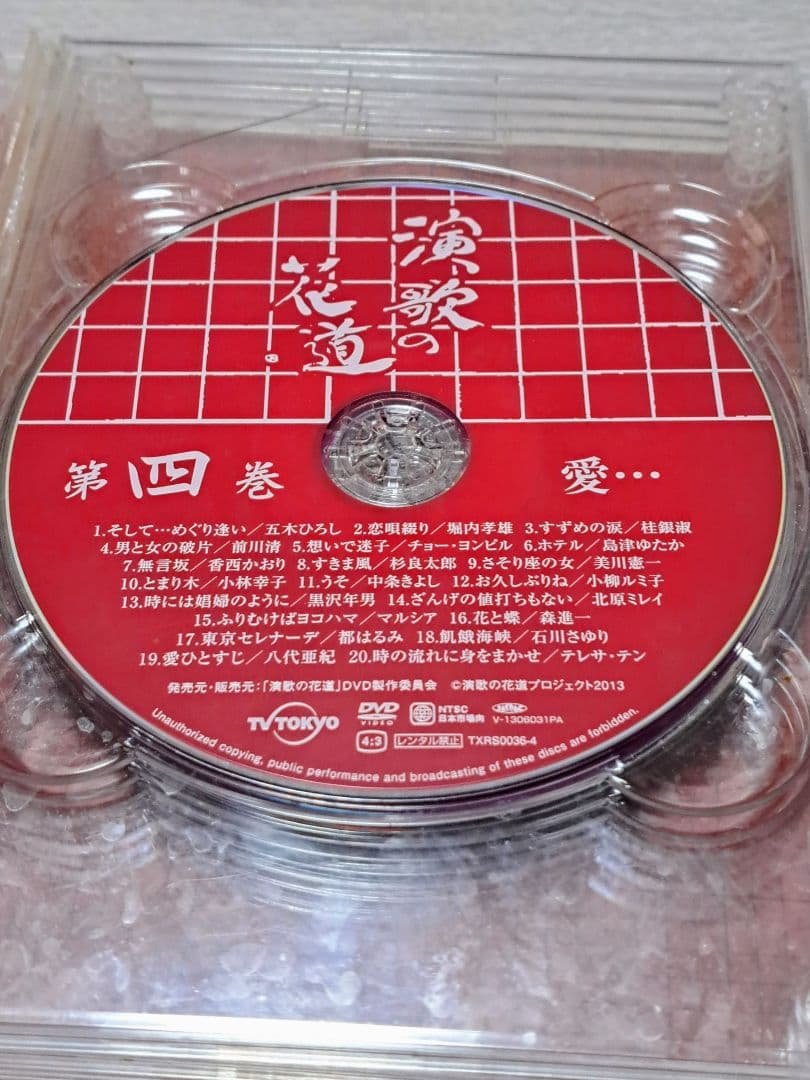 演歌の
花道
第四巻 愛…
1.そして…めぐり逢い／五木ひろし 2.恋唄綴り／堀内孝雄 3.すずめの涙／桂銀淑
4.男と女の破片／前川清 5.想いで迷子／チョー・ヨンピル 6.ホテル／島津ゆたか
7.無言坂／香西かおり 8.すきま風／杉良太郎 9.さそり座の女／美川憲一
10.とまり木／小林幸子 11.うそ／中条きよし 12.お久しぶりね／小柳ルミ子
13.時には娼婦のように／黒沢年男 14.ざんげの値打ちもない／北原ミレイ
15.ふりむけばヨコハマ／マルシア 16.花と蝶／森進一
17.東京セレナーデ／都はるみ 18.飢餓海峡／石川さゆり
19.愛ひとすじ／八代亜紀 20.時の流れに身をまかせ／テレサ・テン
発売元・販売元：「演歌の花道」DVD製作委員会 ©演歌の花道プロジェクト2013
TV TOKYO DVD VIDEO NTSC 日本市場向 V-1306031PA
4:3 レンタル禁止 TXRS0036-4
Unauthorized copying, public performance and broadcasting of these discs are forbidden.